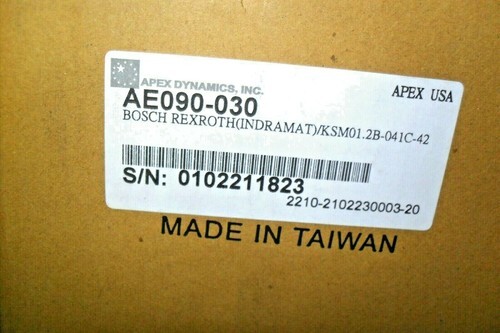 APEX DYNAMICS, INC.
APEX USA
AE090-030
BOSCH REXROTH(INDRAMAT)/KSM01.2B-041C-42
S/N: 0102211823
2210-2102230003-20
MADE IN TAIWAN